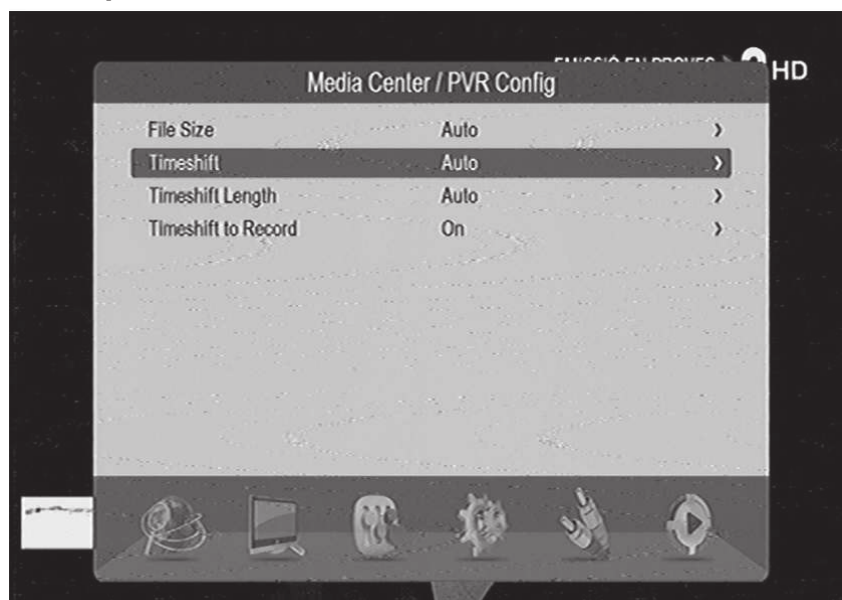 HD
Media Center / PVR Config
File Size Auto
Timeshift Auto
Timeshift Length Auto
Timeshift to Record On